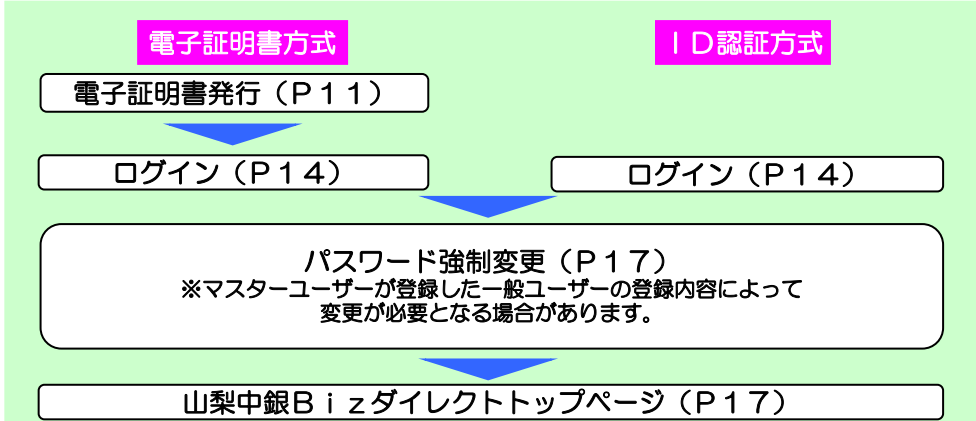 電子証明書方式
ＩＤ認証方式
電子証明書発行（Ｐ１１）
ログイン（Ｐ１４）
ログイン（Ｐ１４）
パスワード強制変更（Ｐ１７）
※マスターユーザーが登録した一般ユーザーの登録内容によって
変更が必要となる場合があります。
山梨中銀Ｂｉｚダイレクトトップページ（Ｐ１７）